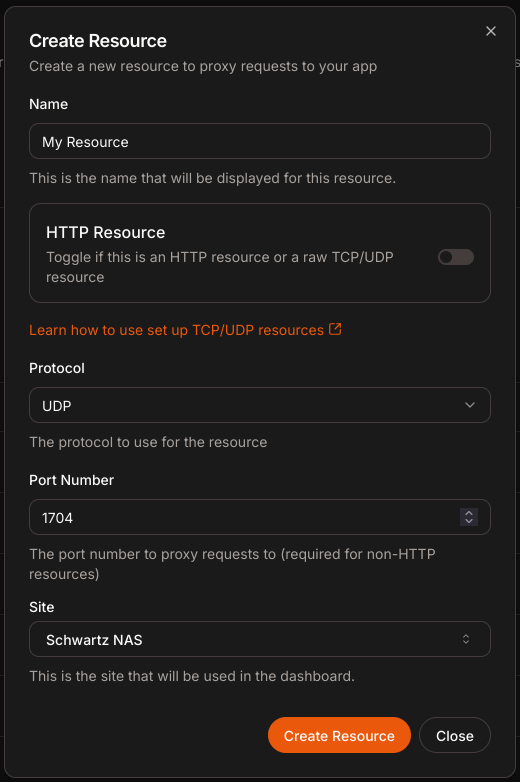 Create Resource
Create a new resource to proxy requests to your app
Name
My Resource
This is the name that will be displayed for this resource.
HTTP Resource
Toggle if this is an HTTP resource or a raw TCP/UDP
resource
Learn how to use set up TCP/UDP resources
Protocol
UDP
The protocol to use for the resource
Port Number
1704
The port number to proxy requests to (required for non-HTTP
resources)
Site
Schwartz NAS
This is the site that will be used in the dashboard.
Create Resource
Close